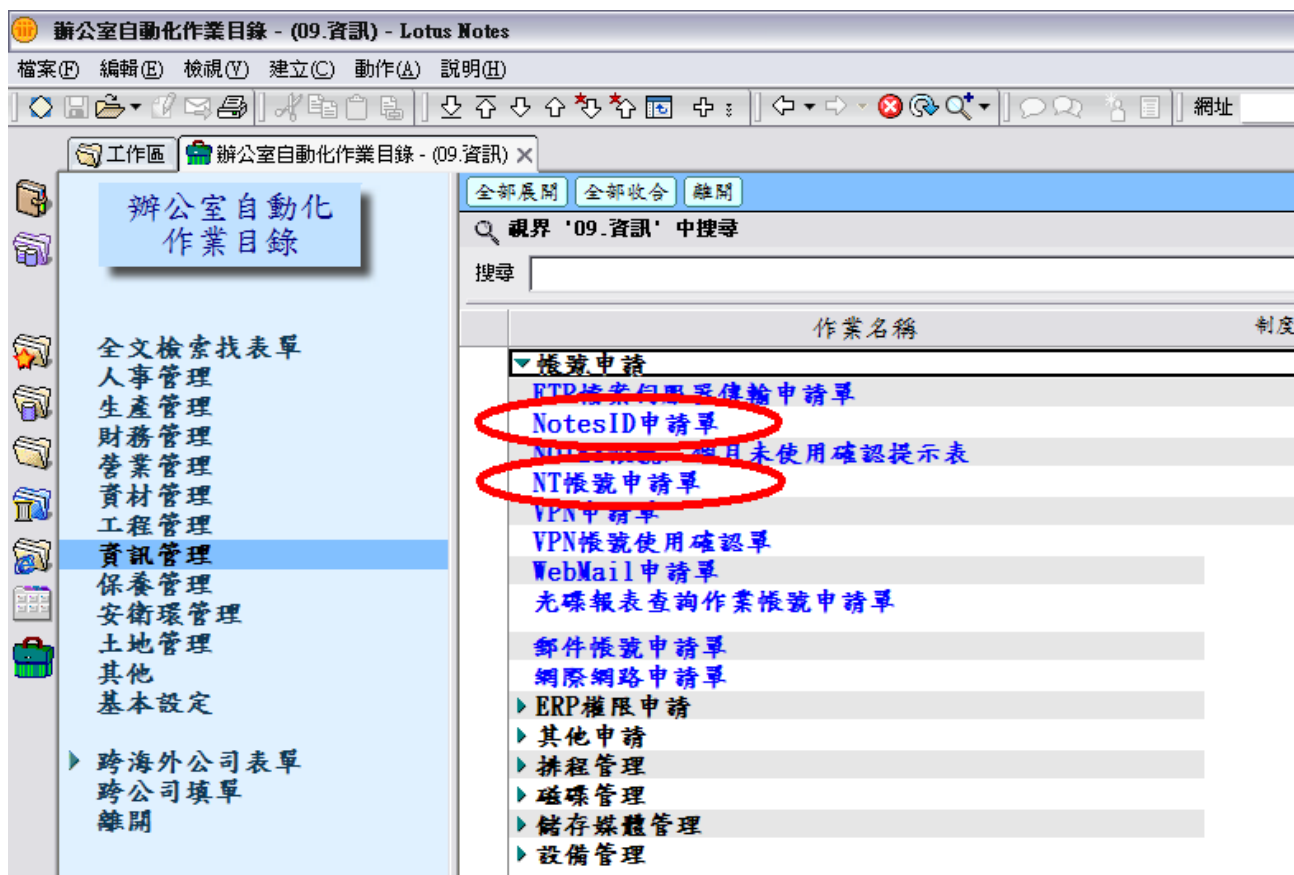 辦公室自動化作業目錄 - (09.資訊) - Lotus Notes
檔案(F) 編輯(E) 檢視(V) 建立(C) 動作(A) 說明(H)
網址
工作區 辦公室自動化作業目錄 - (09.資訊)
辦公室自動化
作業目錄
全文檢索找表單
人事管理
生產管理
財務管理
營業管理
資材管理
工程管理
資訊管理
保養管理
安衛環管理
土地管理
其他
基本設定
跨海外公司表單
跨公司填單
離開
全部展開 全部收合 離開
視界 '09.資訊' 中搜尋
搜尋
作業名稱 制度
帳號申請
FTP檔案伺服器傳輸申請單
NotesID申請單
月未使用確認提示表
NT帳號申請單
VPN申請單
VPN帳號使用確認單
WebMail申請單
光碟報表查詢作業帳號申請單
郵件帳號申請單
網際網路申請單
ERP權限申請
其他申請
排程管理
磁碟管理
儲存媒體管理
設備管理